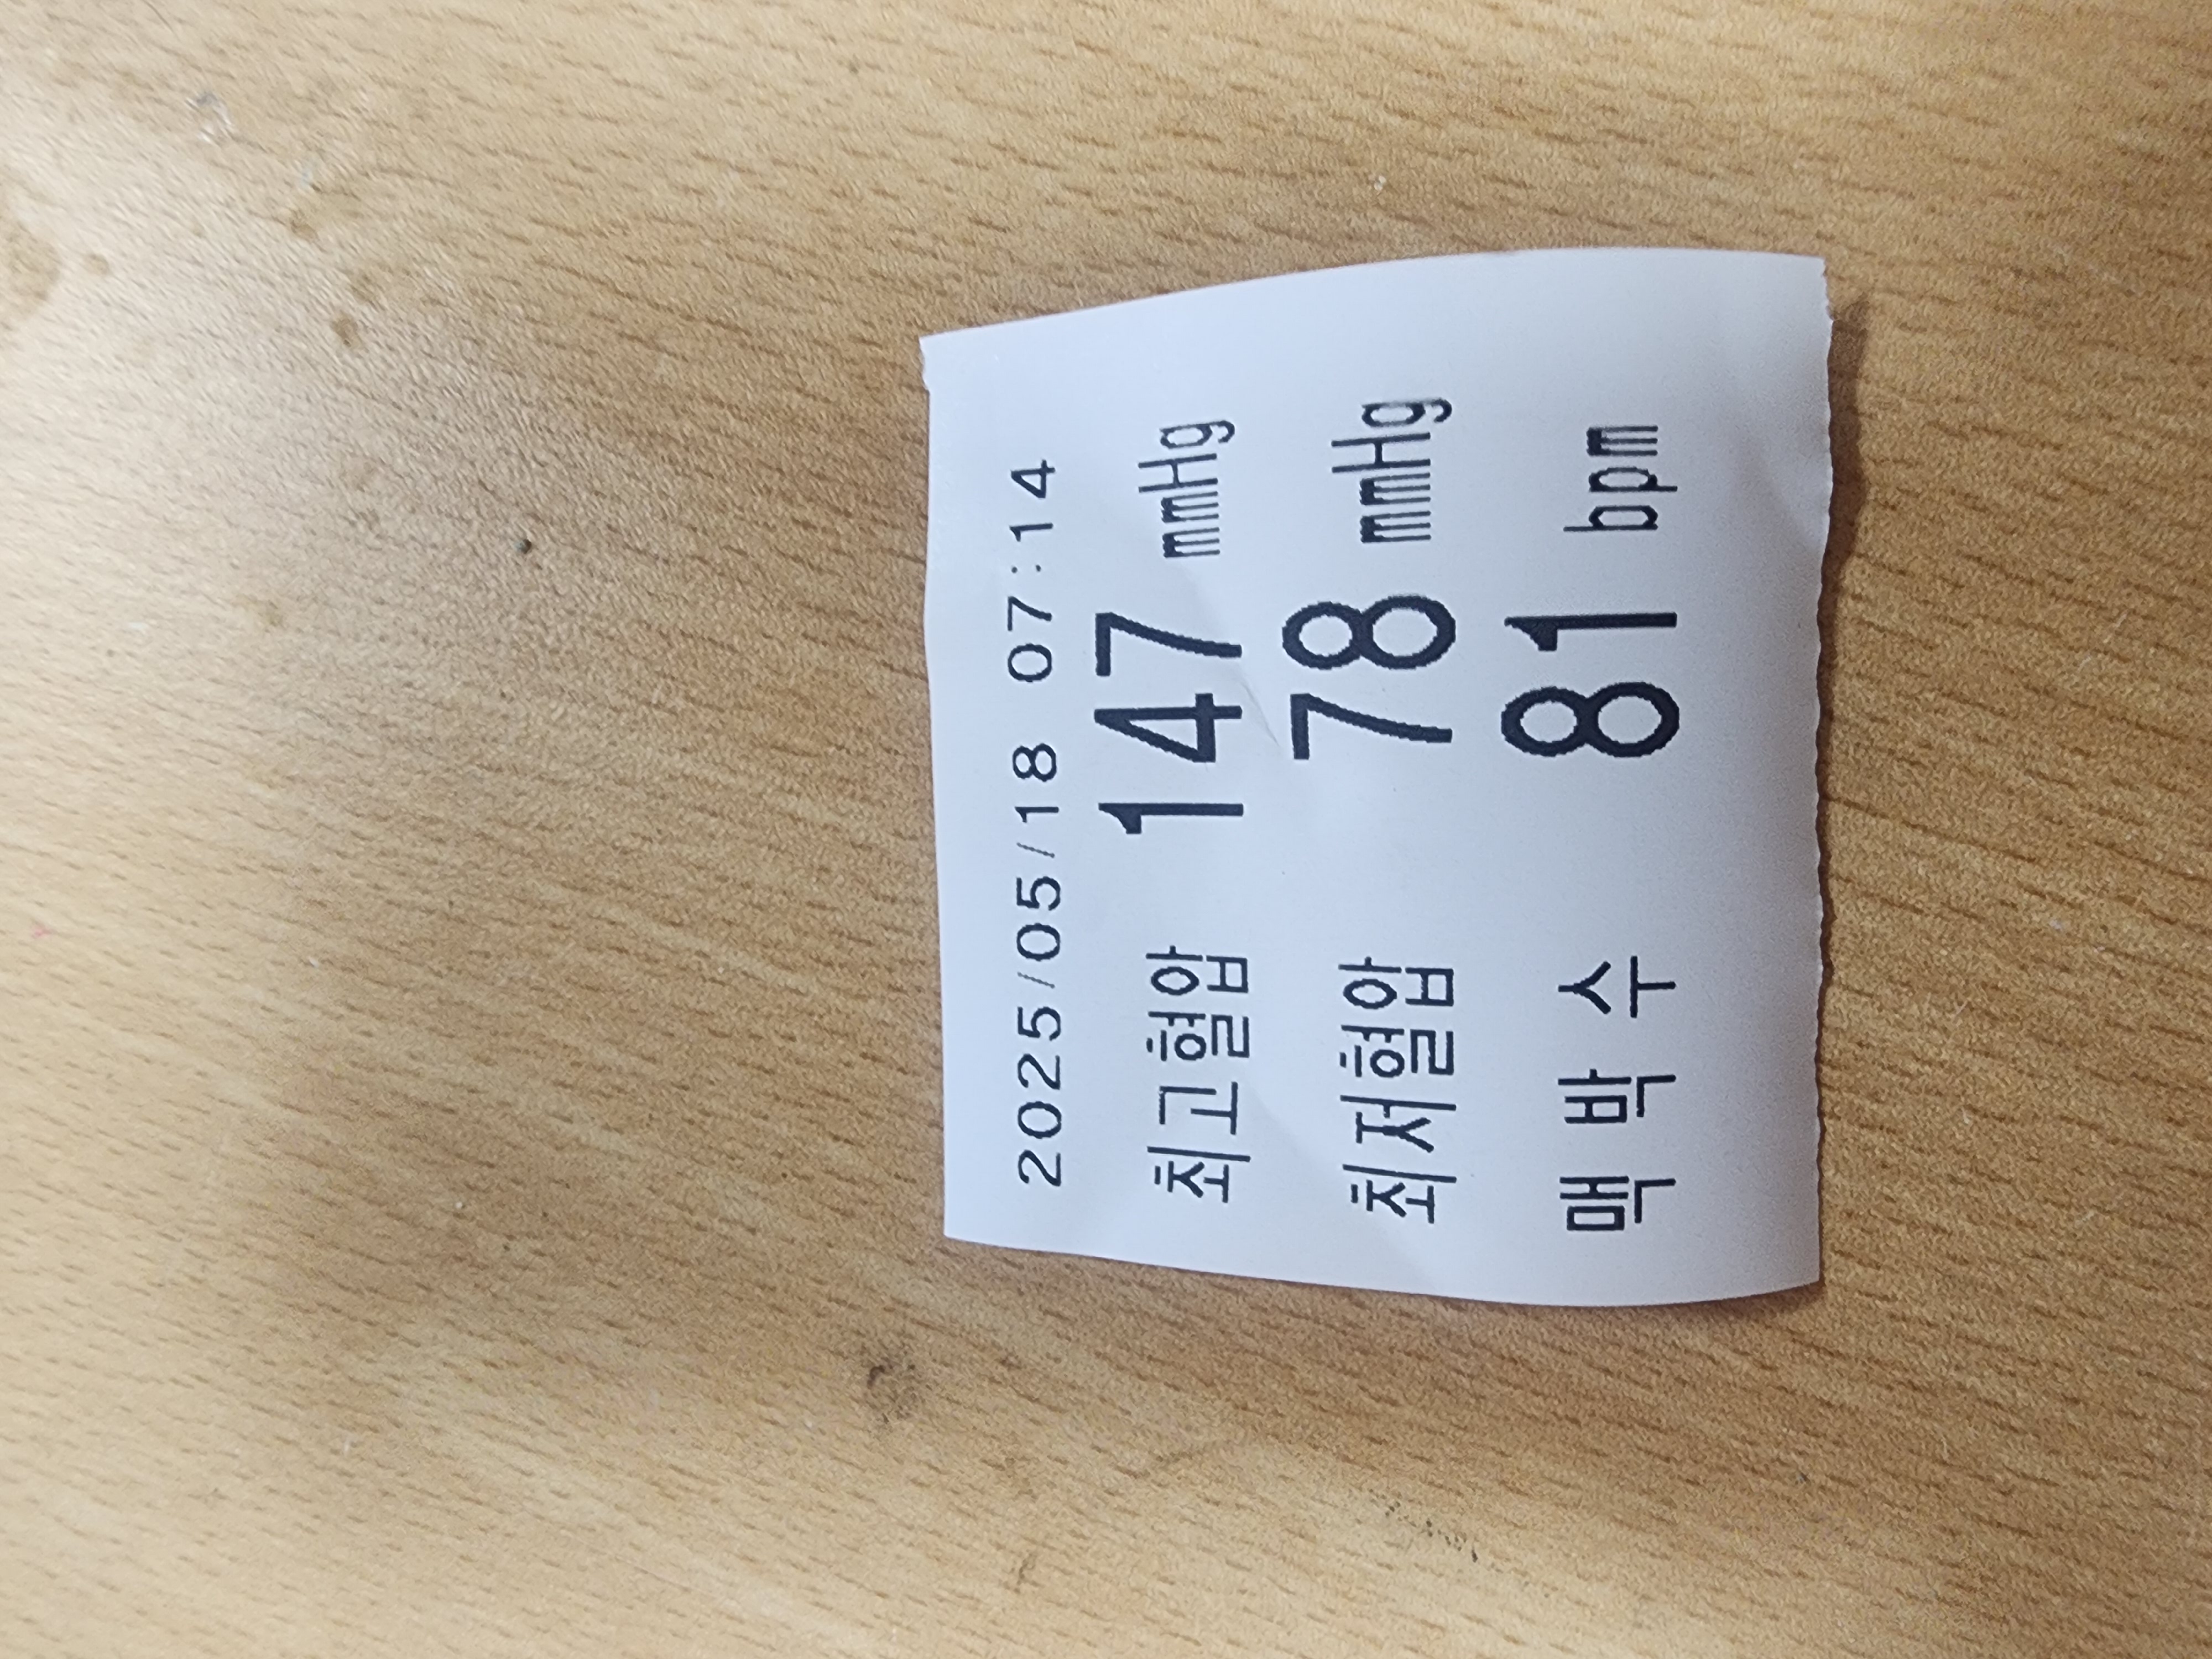 2025/05/18 07:14
최고혈압 147 mmHg
최저혈압 78 mmHg
맥 박 수 81 bpm